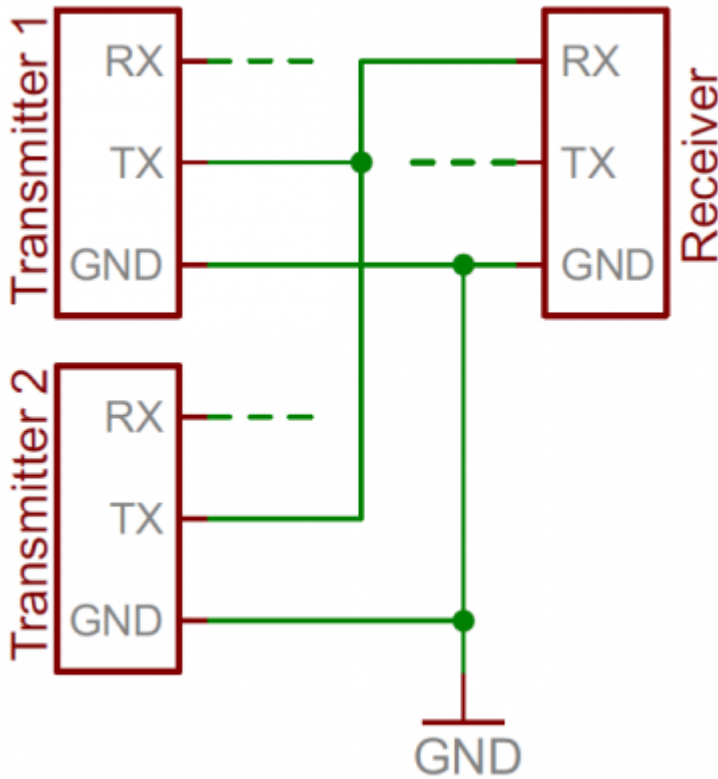 Transmitter 1
RX
TX
GND
Receiver
RX
TX
GND
Transmitter 2
RX
TX
GND
GND